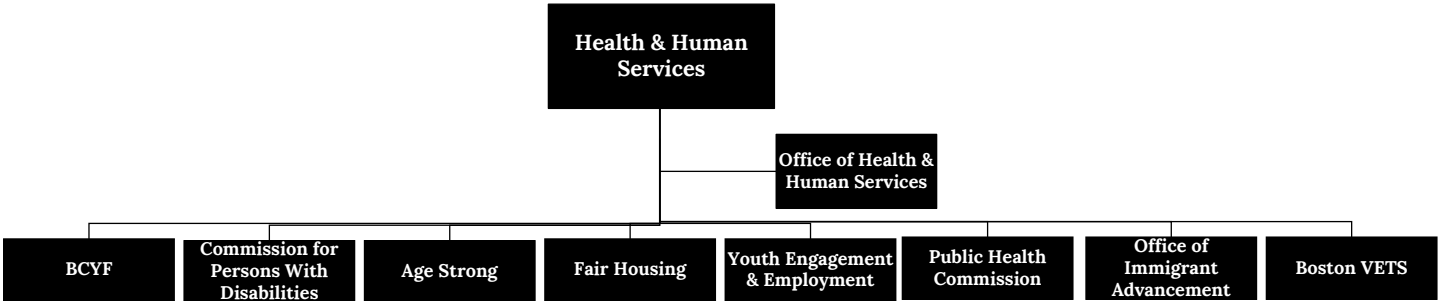 Health & Human
Services
Office of Health &
Human Services
BCYF
Commission for
Persons With
Disabilities
Age Strong
Fair Housing
Youth Engagement
& Employment
Public Health
Commission
Office of
Immigrant
Advancement
Boston VETS